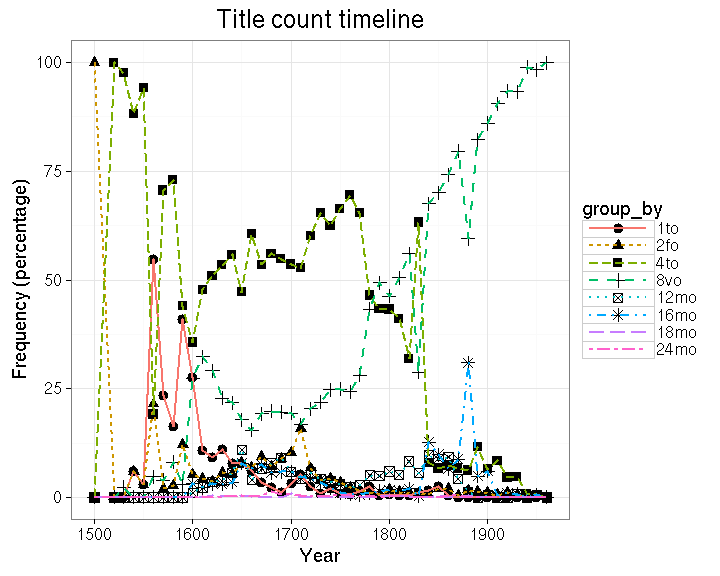 Title count timeline
Frequency (percentage)
100
75
50
25
0
1500
1600
1700
1800
1900
Year
group_by
1to
2fo
4to
8vo
12mo
16mo
18mo
24mo